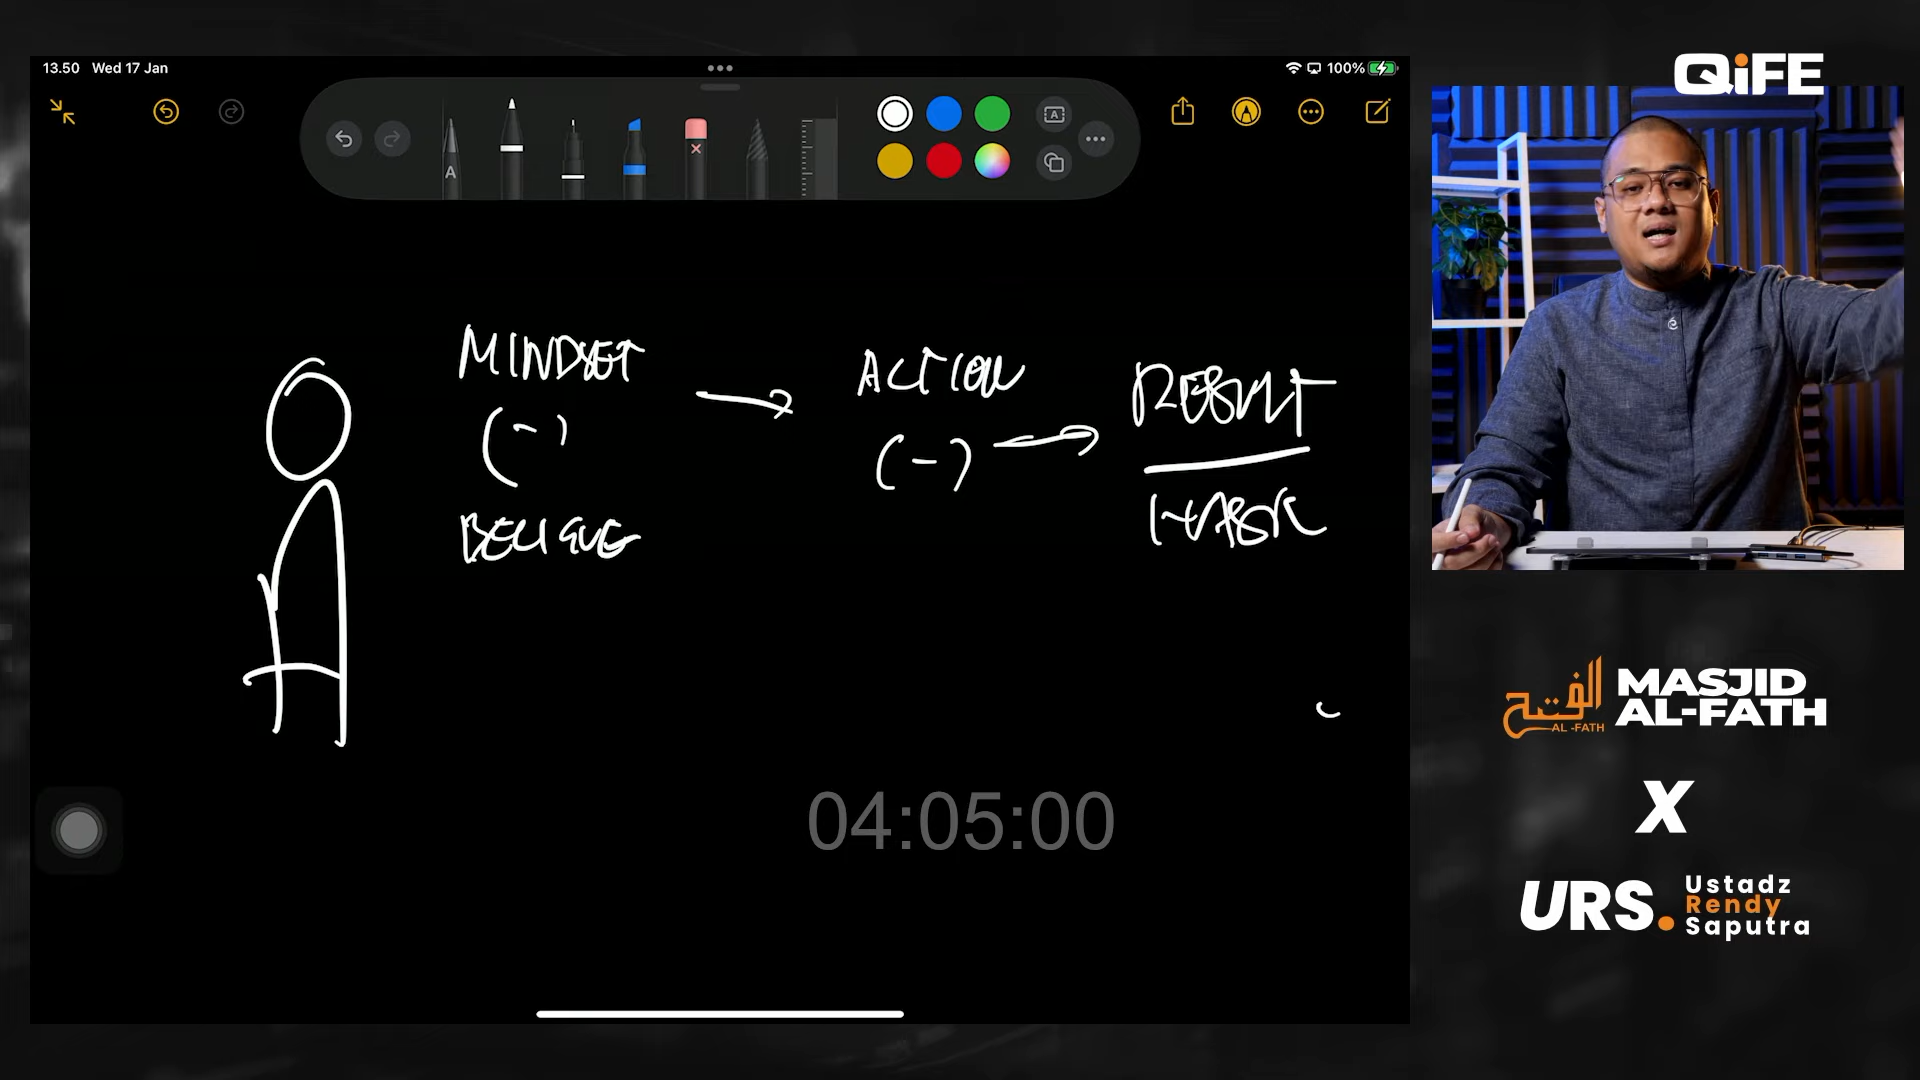 13.50 Wed 17 Jan
100%
A
A
MINDSET
(-)
BELIEVE
ACTION
(-)
RESULT
HASIL
04:05:00
QiFE
الفتح
AL -FATH
MASJID
AL-FATH
X
URS.
Ustadz
Rendy
Saputra